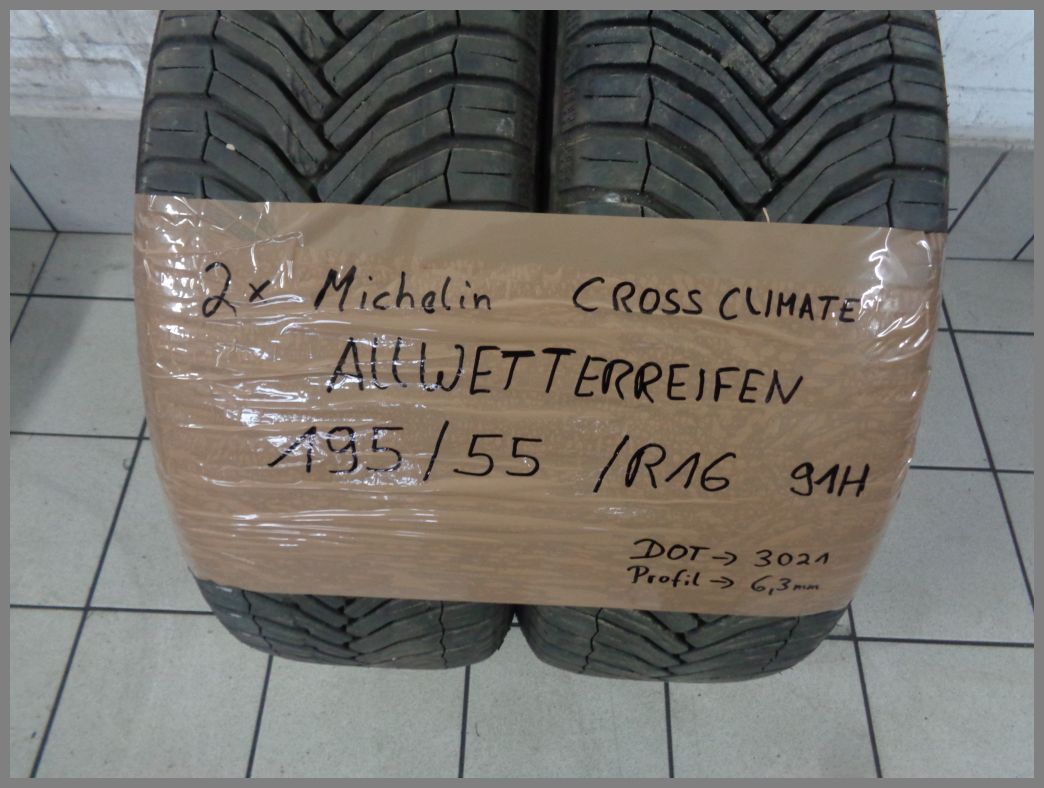 2x Michelin CROSS CLIMATE
AllWETTERREIFEN
195/55 /R16 91H
DOT → 3021
Profil → 6,3mm